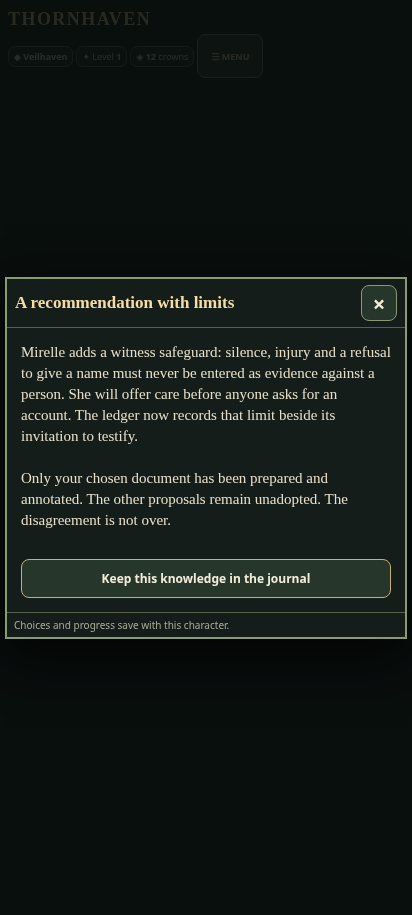 THORNHAVEN
◆ Veilhaven ✦ Level 1 ◈ 12 crowns ☰ MENU
A recommendation with limits ×
Mirelle adds a witness safeguard: silence, injury and a refusal
to give a name must never be entered as evidence against a
person. She will offer care before anyone asks for an
account. The ledger now records that limit beside its
invitation to testify.
Only your chosen document has been prepared and
annotated. The other proposals remain unadopted. The
disagreement is not over.
Keep this knowledge in the journal
Choices and progress save with this character.